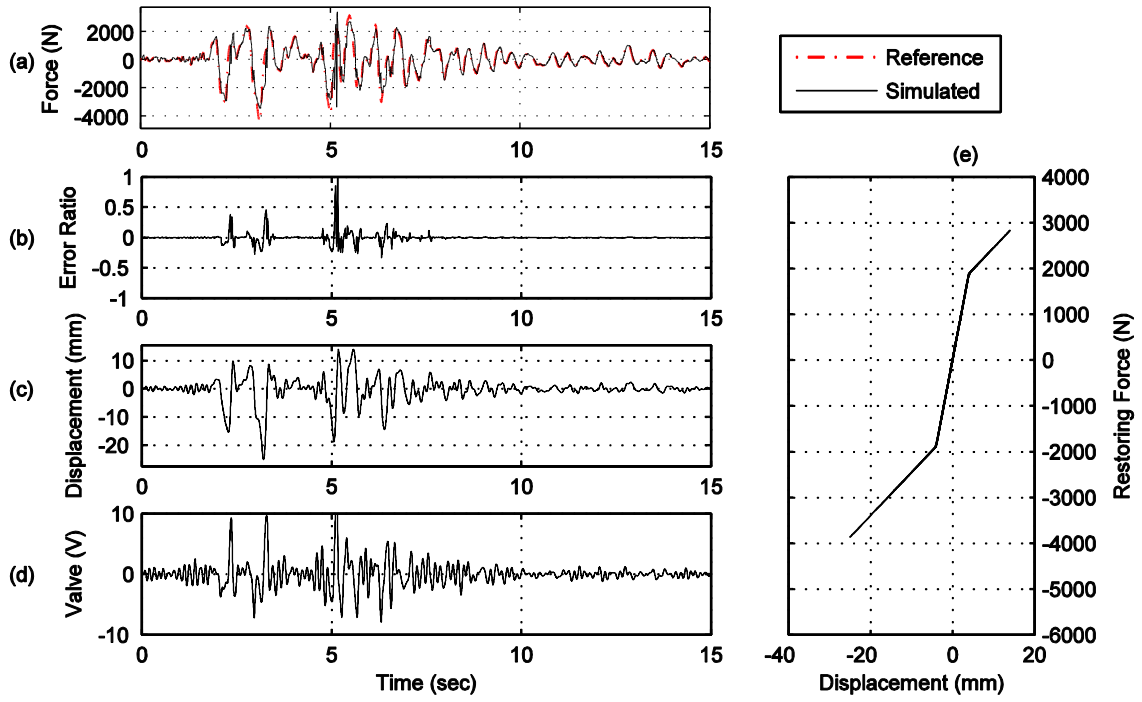 (a)
Force (N)
2000
0
-2000
-4000
0 5 10 15
Reference
Simulated
(b)
Error Ratio
1
0.5
0
-0.5
-1
0 5 10 15
(c)
Displacement (mm)
10
0
-10
-20
0 5 10 15
(d)
Valve (V)
10
0
-10
0 5 10 15
Time (sec)
(e)
4000
3000
2000
1000
0
-1000
-2000
-3000
-4000
-5000
-6000
Restoring Force (N)
-40 -20 0 20
Displacement (mm)